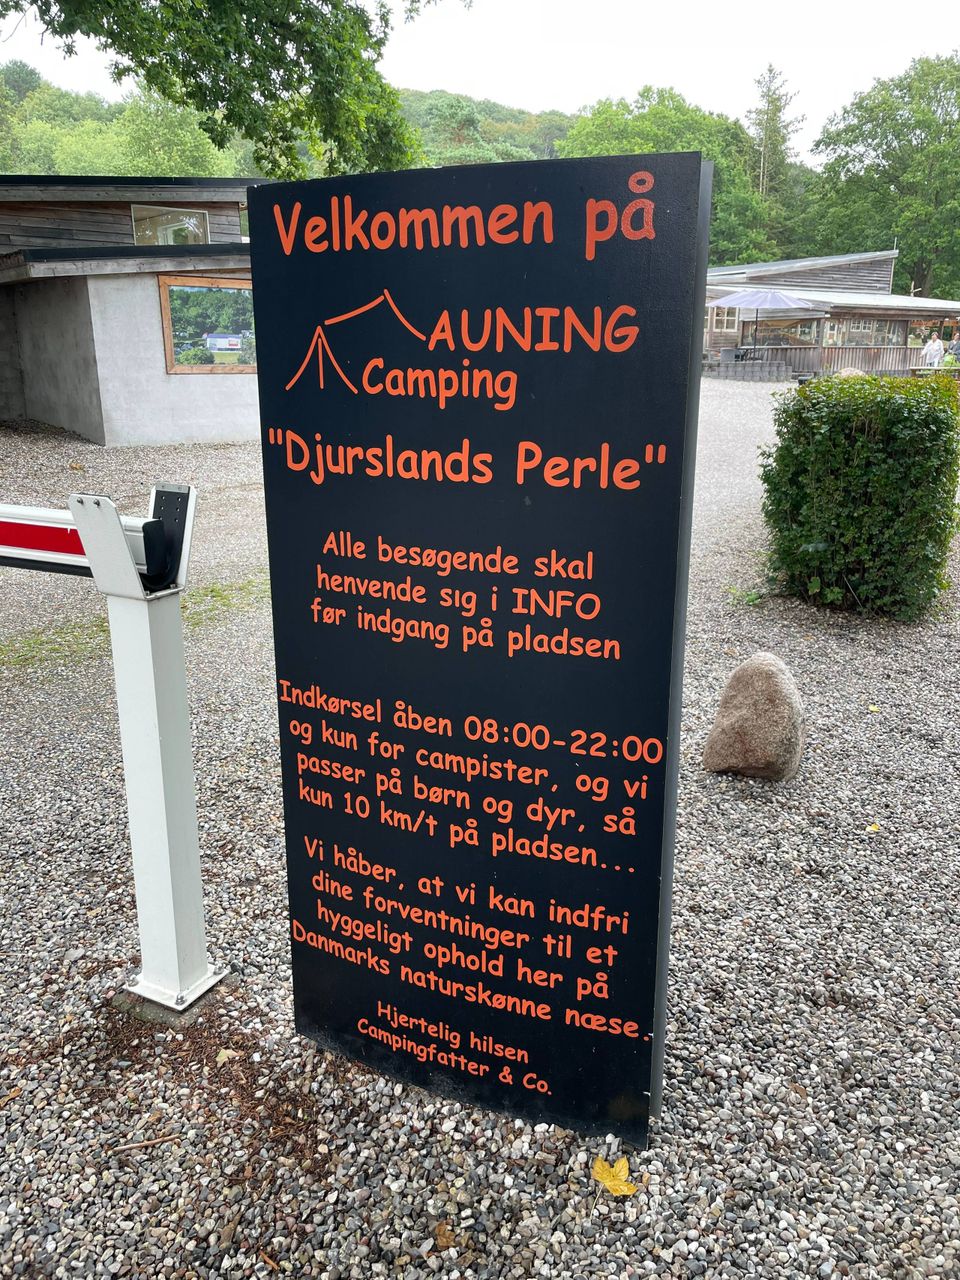 Velkommen på
AUNING
Camping
"Djurslands Perle"
Alle besøgende skal
henvende sig i INFO
før indgang på pladsen
Indkørsel åben 08:00-22:00
og kun for campister, og vi
passer på børn og dyr, så
kun 10 km/t på pladsen...
Vi håber, at vi kan indfri
dine forventninger til et
hyggeligt ophold her på
Danmarks naturskønne næse.
Hjertelig hilsen
Campingfatter & Co.